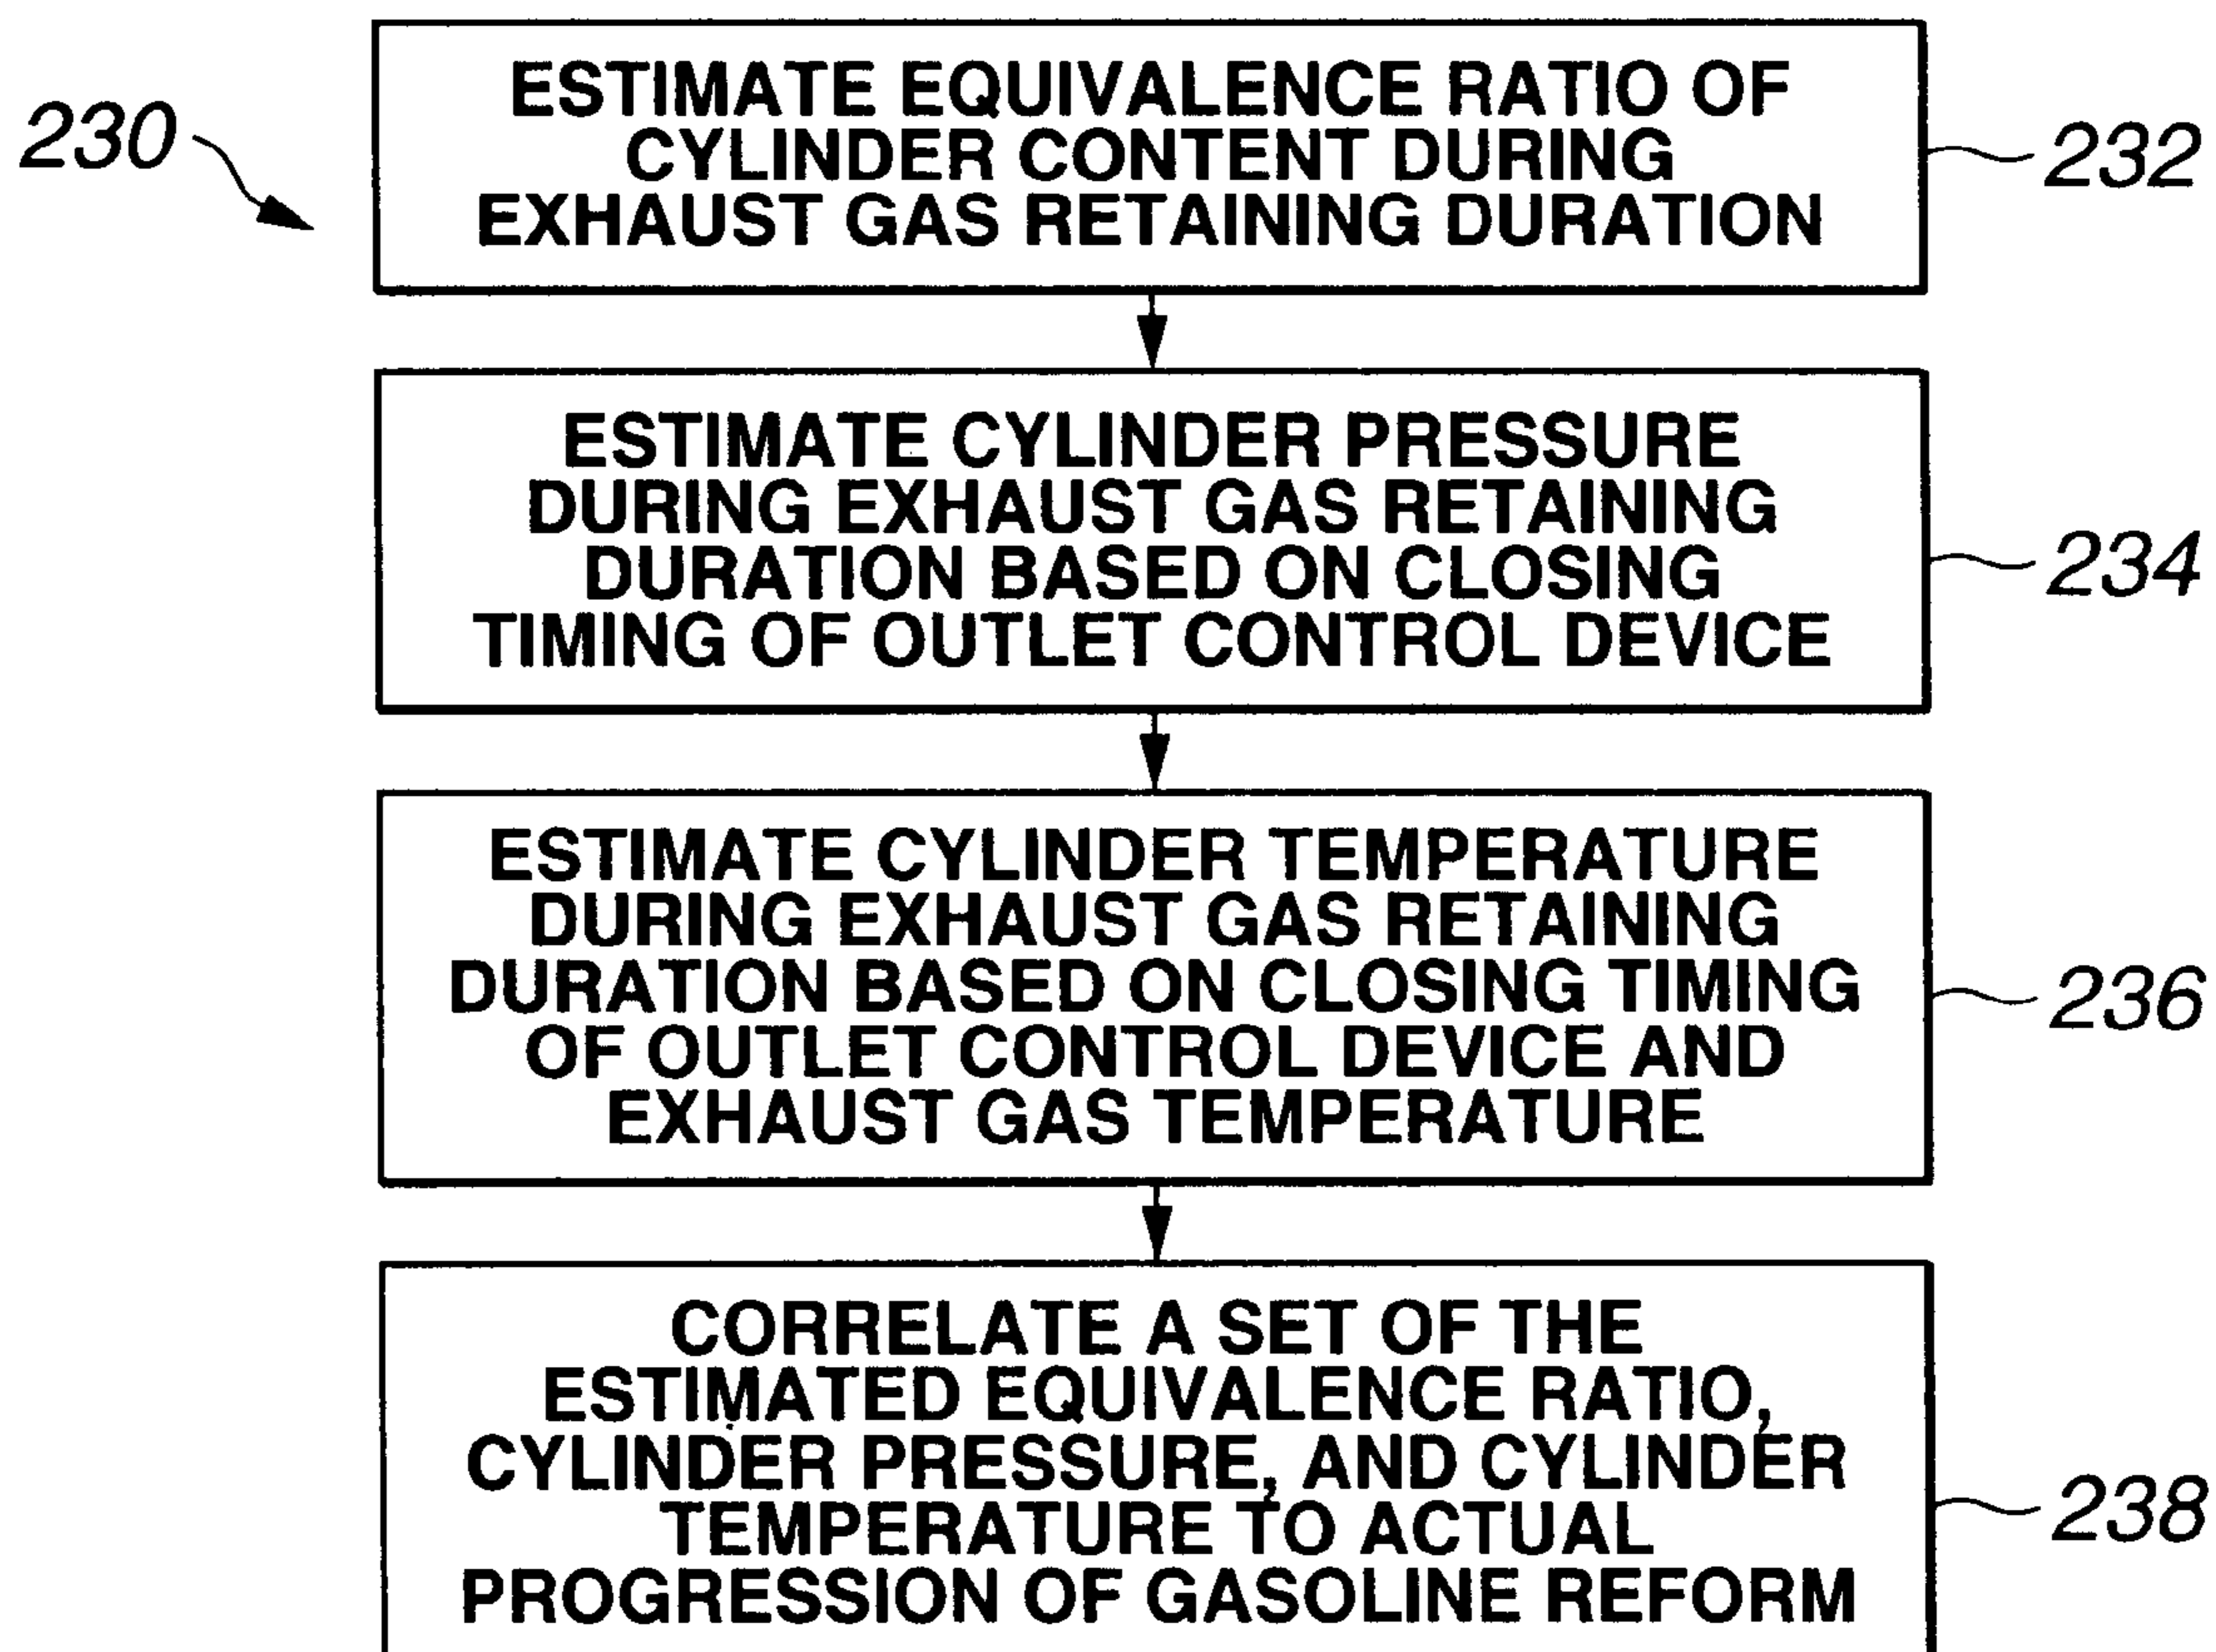 230
ESTIMATE EQUIVALENCE RATIO OF
CYLINDER CONTENT DURING
EXHAUST GAS RETAINING DURATION
232
ESTIMATE CYLINDER PRESSURE
DURING EXHAUST GAS RETAINING
DURATION BASED ON CLOSING
TIMING OF OUTLET CONTROL DEVICE
234
ESTIMATE CYLINDER TEMPERATURE
DURING EXHAUST GAS RETAINING
DURATION BASED ON CLOSING TIMING
OF OUTLET CONTROL DEVICE AND
EXHAUST GAS TEMPERATURE
236
CORRELATE A SET OF THE
ESTIMATED EQUIVALENCE RATIO,
CYLINDER PRESSURE, AND CYLINDER
TEMPERATURE TO ACTUAL
PROGRESSION OF GASOLINE REFORM
238